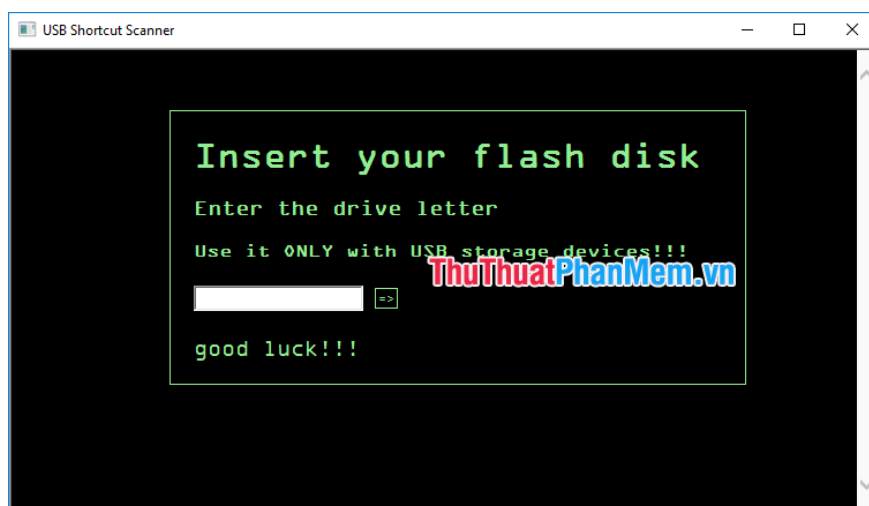 USB Shortcut Scanner
Insert your flash disk
Enter the drive letter
Use it ONLY with USB storage devices!!!
ThuThuatPhanMem.vn
=>
good luck!!!